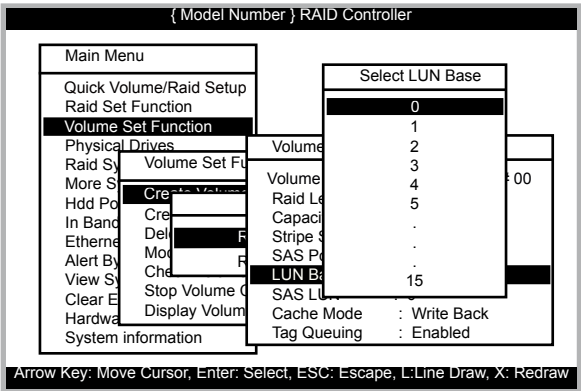 { Model Number } RAID Controller
Main Menu
Quick Volume/Raid Setup
Raid Set Function
Volume Set Function
Physical Drives
Raid Sy
More S
Hdd Po
In Band
Etherne
Alert By
View Sy
Clear E
Hardwa
System information
Volume Set Fu
Create Volume
Cre
Del
Mod
Che
Stop Volume C
Display Volum
R
R
Volume
Volume 00
Raid Le
Capaci
Stripe S
SAS Po
LUN Ba
SAS LUN
Cache Mode : Write Back
Tag Queuing : Enabled
Select LUN Base
0
1
2
3
4
5
.
.
.
15
Arrow Key: Move Cursor, Enter: Select, ESC: Escape, L:Line Draw, X: Redraw